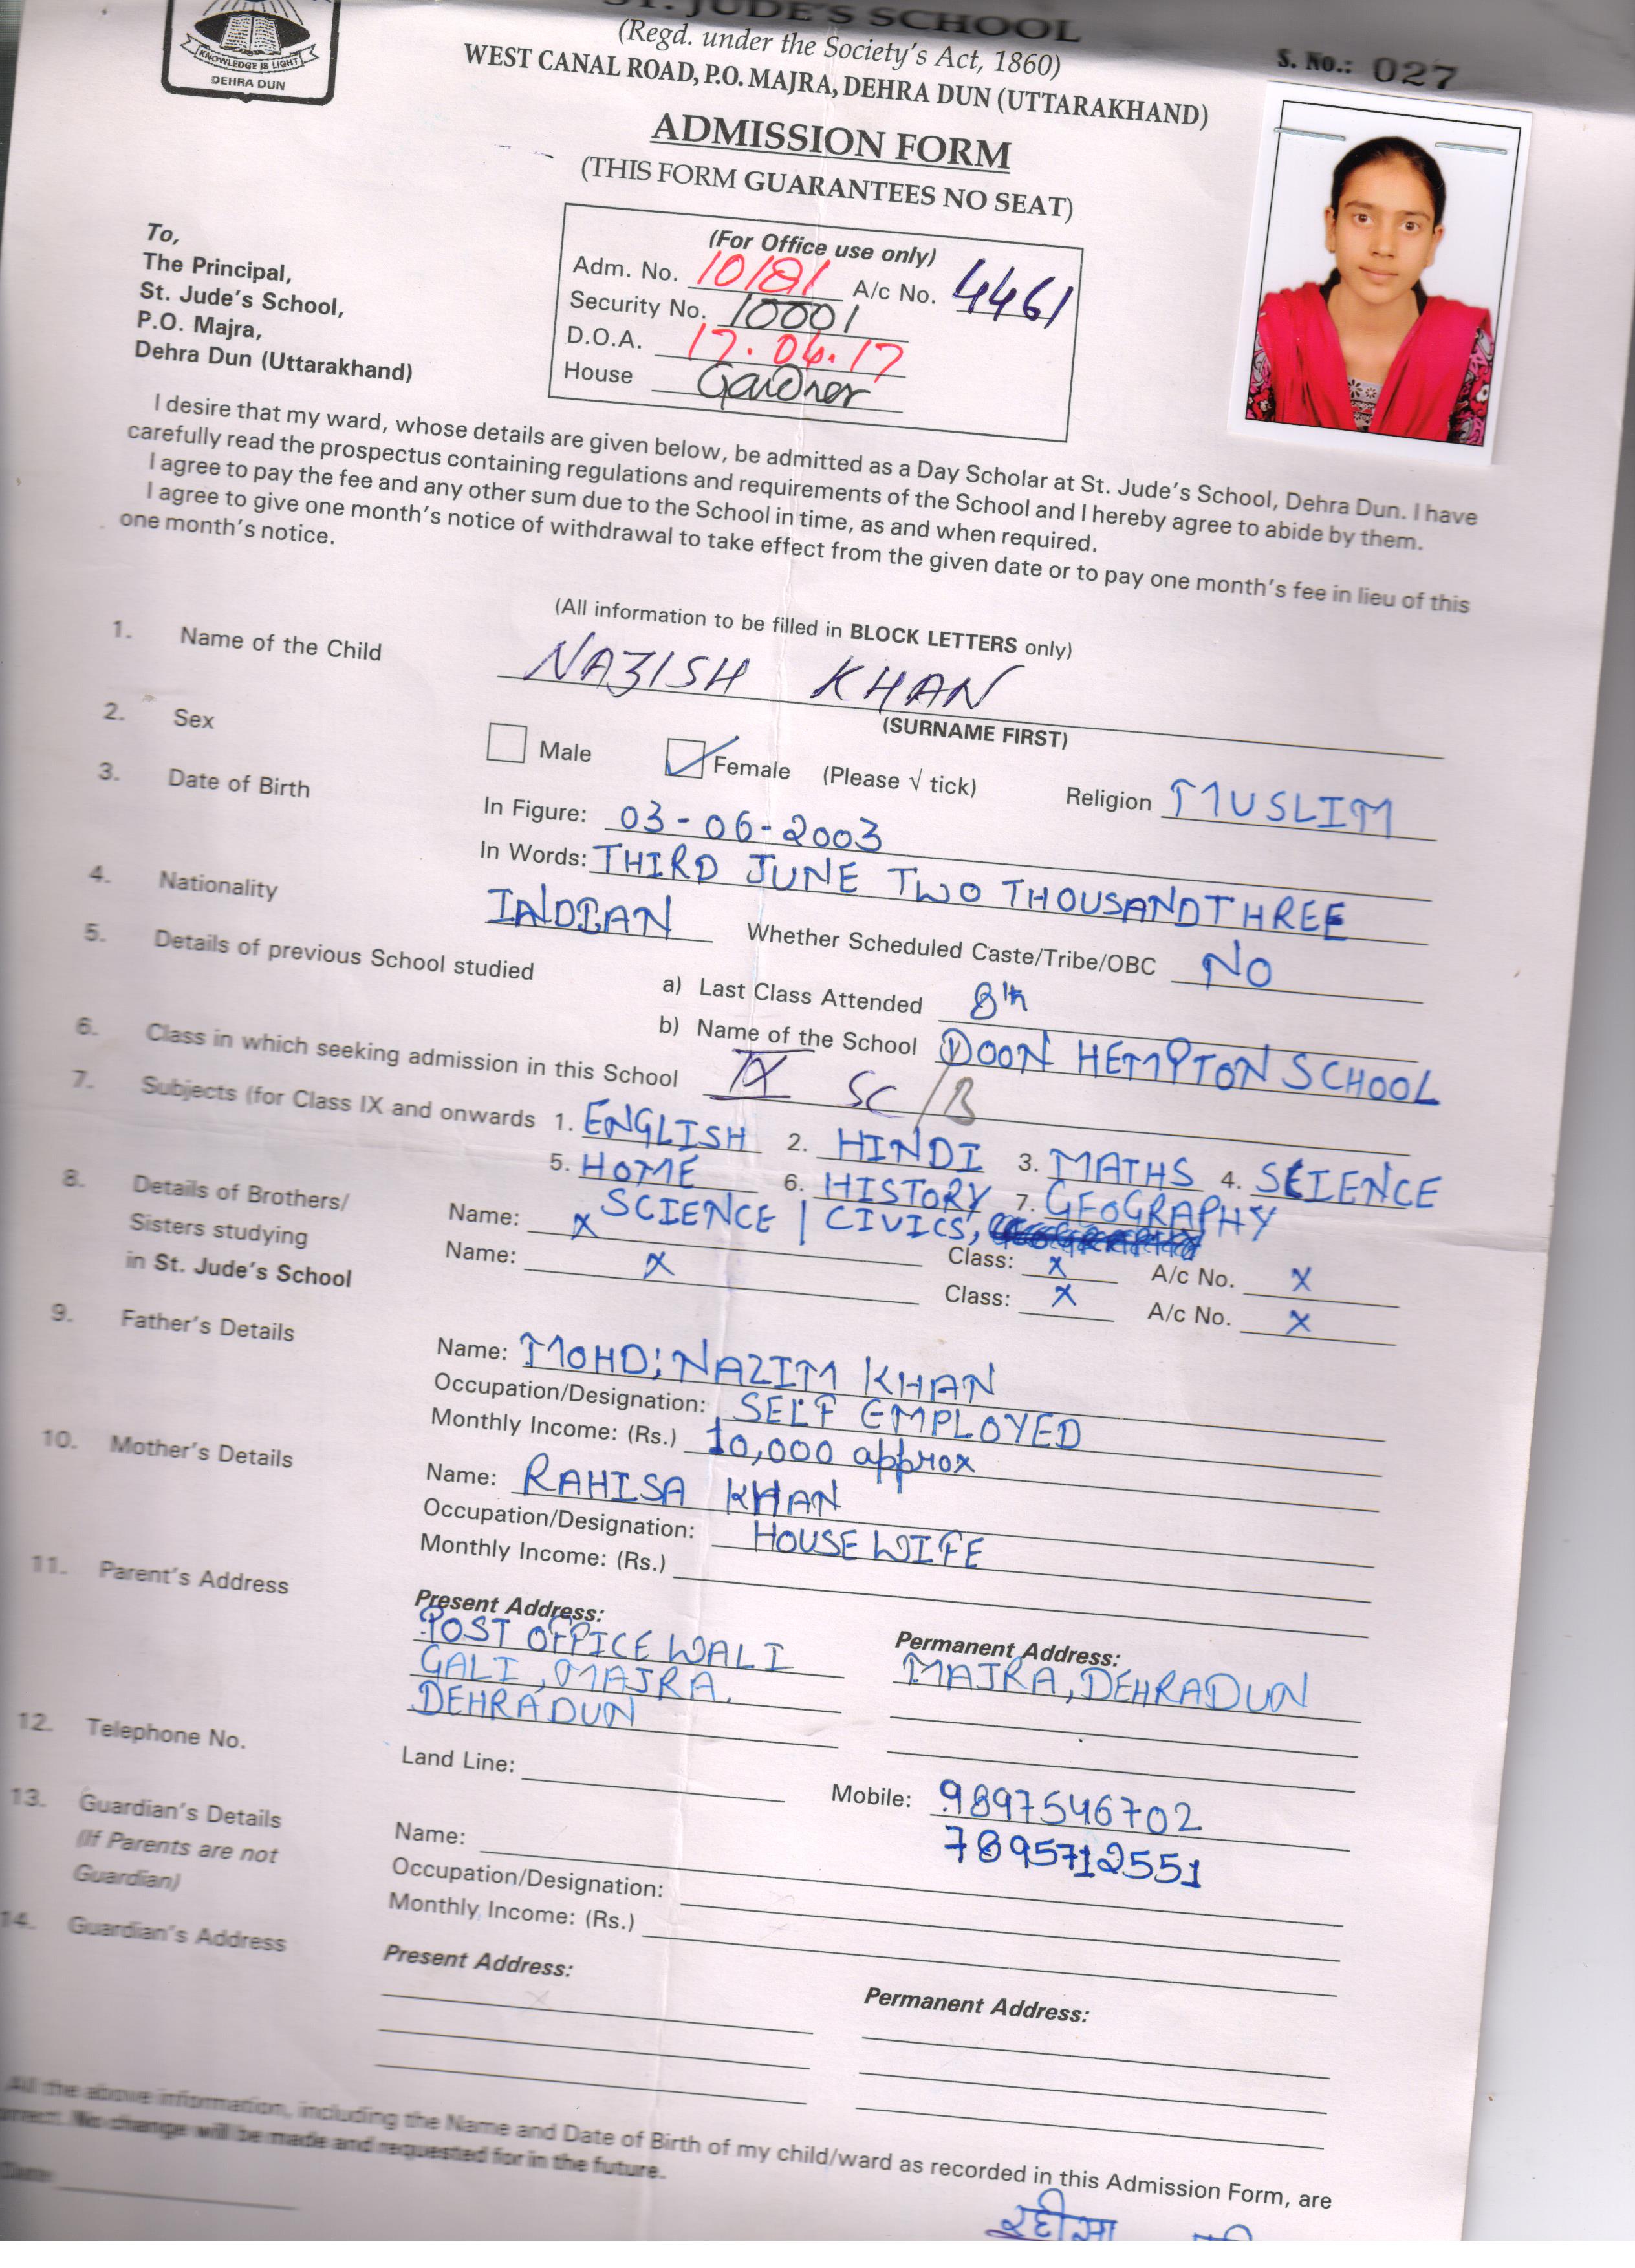 KNOWLEDGE IS LIGHT
DEHRA DUN
ST. JUDE'S SCHOOL
(Regd. under the Society's Act, 1860)
WEST CANAL ROAD, P.O. MAJRA, DEHRA DUN (UTTARAKHAND)
S. No.: 027
ADMISSION FORM
(THIS FORM GUARANTEES NO SEAT)
To,
The Principal,
St. Jude's School,
P.O. Majra,
Dehra Dun (Uttarakhand)
(For Office use only)
Adm. No. 10181 A/c No. 4461
Security No. 10001
D.O.A. 17.04.17
House Gardner
I desire that my ward, whose details are given below, be admitted as a Day Scholar at St. Jude's School, Dehra Dun. I have
carefully read the prospectus containing regulations and requirements of the School and I hereby agree to abide by them.
I agree to pay the fee and any other sum due to the School in time, as and when required.
I agree to give one month's notice of withdrawal to take effect from the given date or to pay one month's fee in lieu of this
one month's notice.
(All information to be filled in BLOCK LETTERS only)
1. Name of the Child NAZISH KHAN
(SURNAME FIRST)
2. Sex Male Female (Please √ tick) Religion MUSLIM
3. Date of Birth In Figure: 03-06-2003
In Words: THIRD JUNE TWO THOUSAND THREE
4. Nationality INDIAN Whether Scheduled Caste/Tribe/OBC NO
5. Details of previous School studied a) Last Class Attended 8th
b) Name of the School DOON HEMPTON SCHOOL
6. Class in which seeking admission in this School IX SC/B
7. Subjects (for Class IX and onwards 1. ENGLISH 2. HINDI 3. MATHS 4. SCIENCE
5. HOME SCIENCE 6. HISTORY CIVICS, 7. GEOGRAPHY
8. Details of Brothers/ Name: x Class: x A/c No. x
Sisters studying Name: x Class: x A/c No. x
in St. Jude's School
9. Father's Details Name: MOHD; NAZIM KHAN
Occupation/Designation: SELF EMPLOYED
Monthly Income: (Rs.) 10,000 approx
10. Mother's Details Name: RAHISA KHAN
Occupation/Designation: HOUSE WIFE
Monthly Income: (Rs.)
11. Parent's Address Present Address: Permanent Address:
POST OFFICE WALI MAJRA, DEHRADUN
GALI, MAJRA,
DEHRADUN
12. Telephone No. Land Line: Mobile: 9897546702
7895712551
13. Guardian's Details Name:
(If Parents are not Occupation/Designation:
Guardian) Monthly Income: (Rs.)
14. Guardian's Address Present Address: Permanent Address:
All the above information, including the Name and Date of Birth of my child/ward as recorded in this Admission Form, are
correct. No change will be made and requested for in the future.
Date
रहीसा